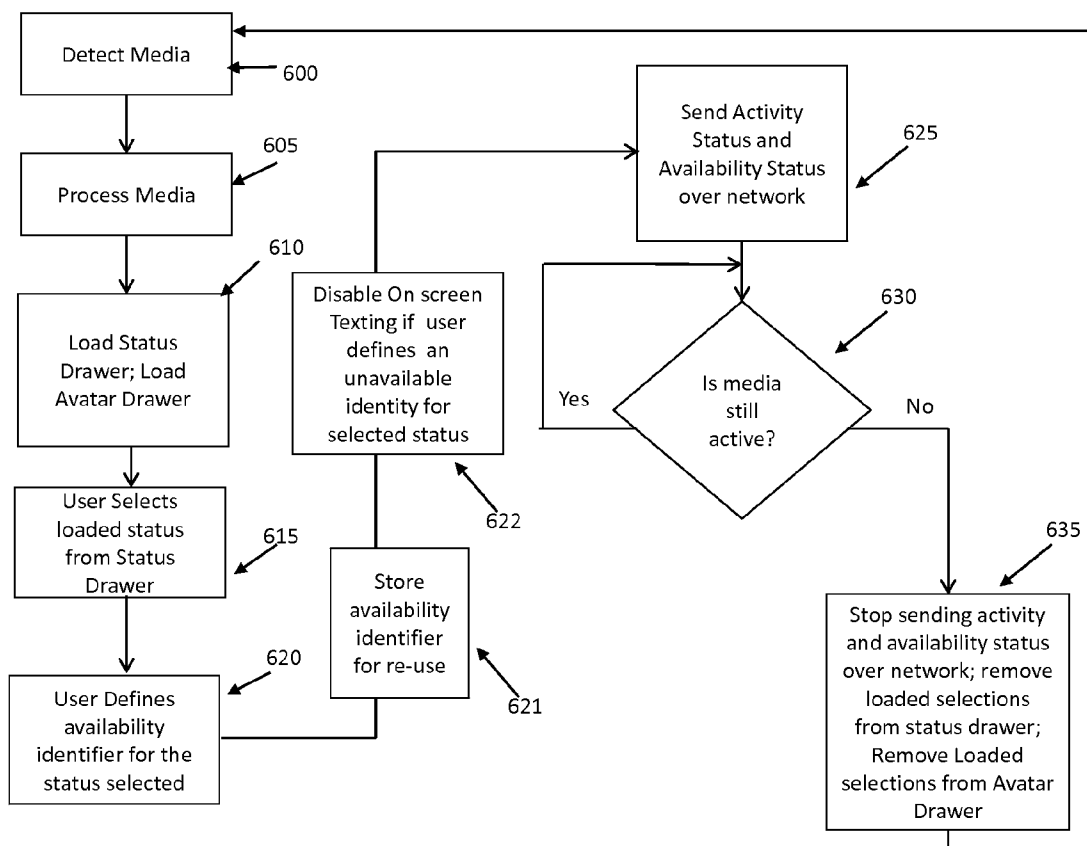 Detect Media
600
605
Process Media
610
Load Status
Drawer; Load
Avatar Drawer
User Selects
loaded status
from Status
Drawer
615
620
User Defines
availability
identifier for the
status selected
Store
availability
identifier
for re-use
621
Disable On screen
Texting if user
defines an
unavailable
identity for
selected status
622
Send Activity
Status and
Availability Status
over network
625
630
Is media
still
active?
Yes
No
635
Stop sending activity
and availability status
over network; remove
loaded selections
from status drawer;
Remove Loaded
selections from Avatar
Drawer